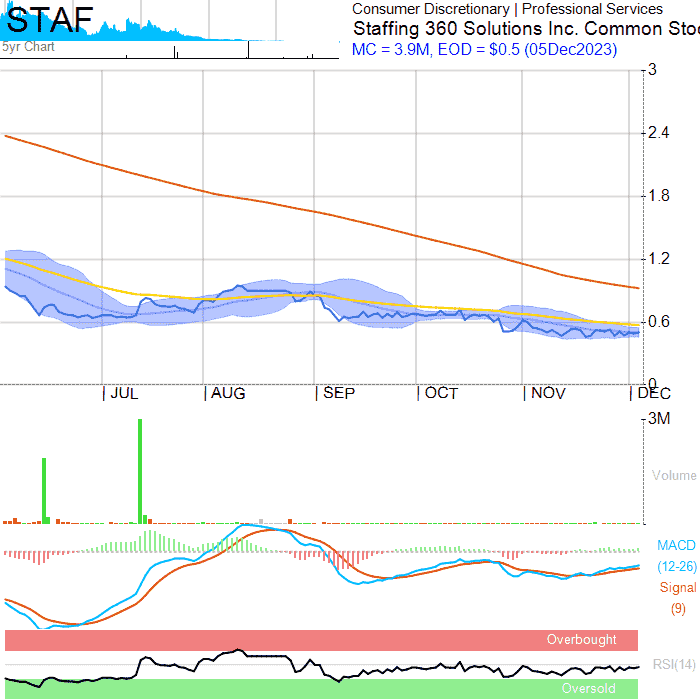 STAF
5yr Chart
Consumer Discretionary | Professional Services
Staffing 360 Solutions Inc. Common Stoc
MC = 3.9M, EOD = $0.5 (05Dec2023)
3
2.4
1.8
1.2
0.6
0
JUL AUG SEP OCT NOV DEC
3M
Volume
MACD
(12-26)
Signal
(9)
Overbought
RSI(14)
Oversold